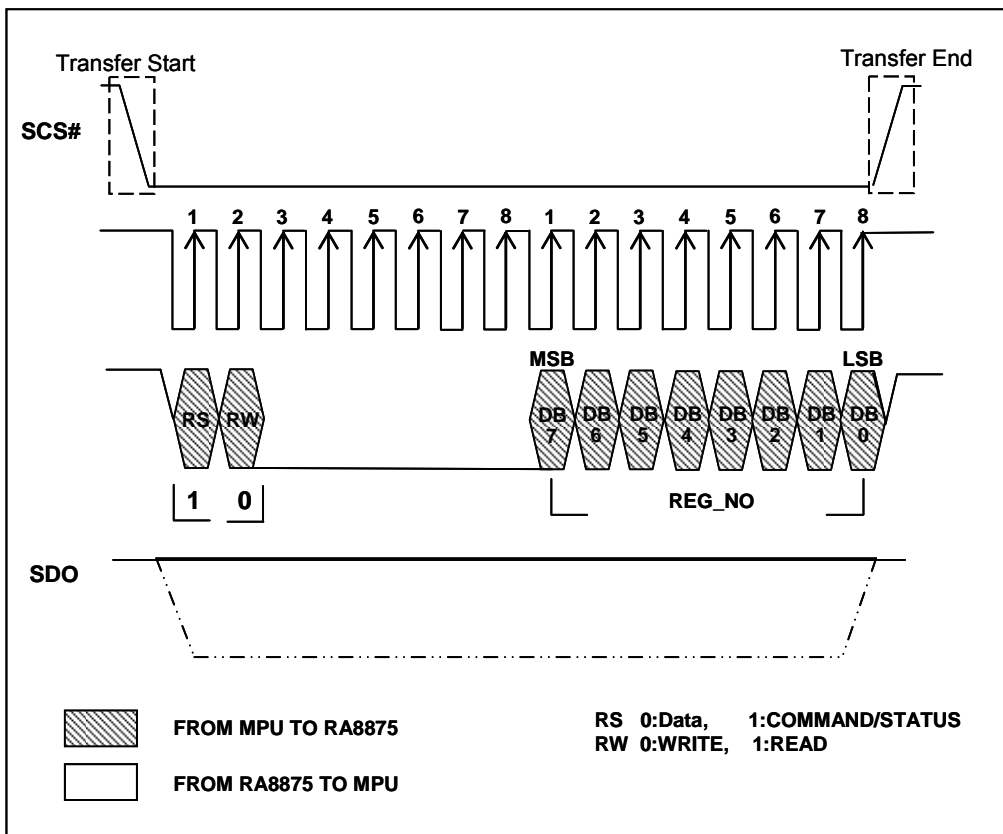 Transfer Start
Transfer End
SCS#
1 2 3 4 5 6 7 8 1 2 3 4 5 6 7 8
MSB
LSB
RS RW DB 7 DB 6 DB 5 DB 4 DB 3 DB 2 DB 1 DB 0
1 0
REG_NO
SDO
FROM MPU TO RA8875
RS 0:Data, 1:COMMAND/STATUS
RW 0:WRITE, 1:READ
FROM RA8875 TO MPU